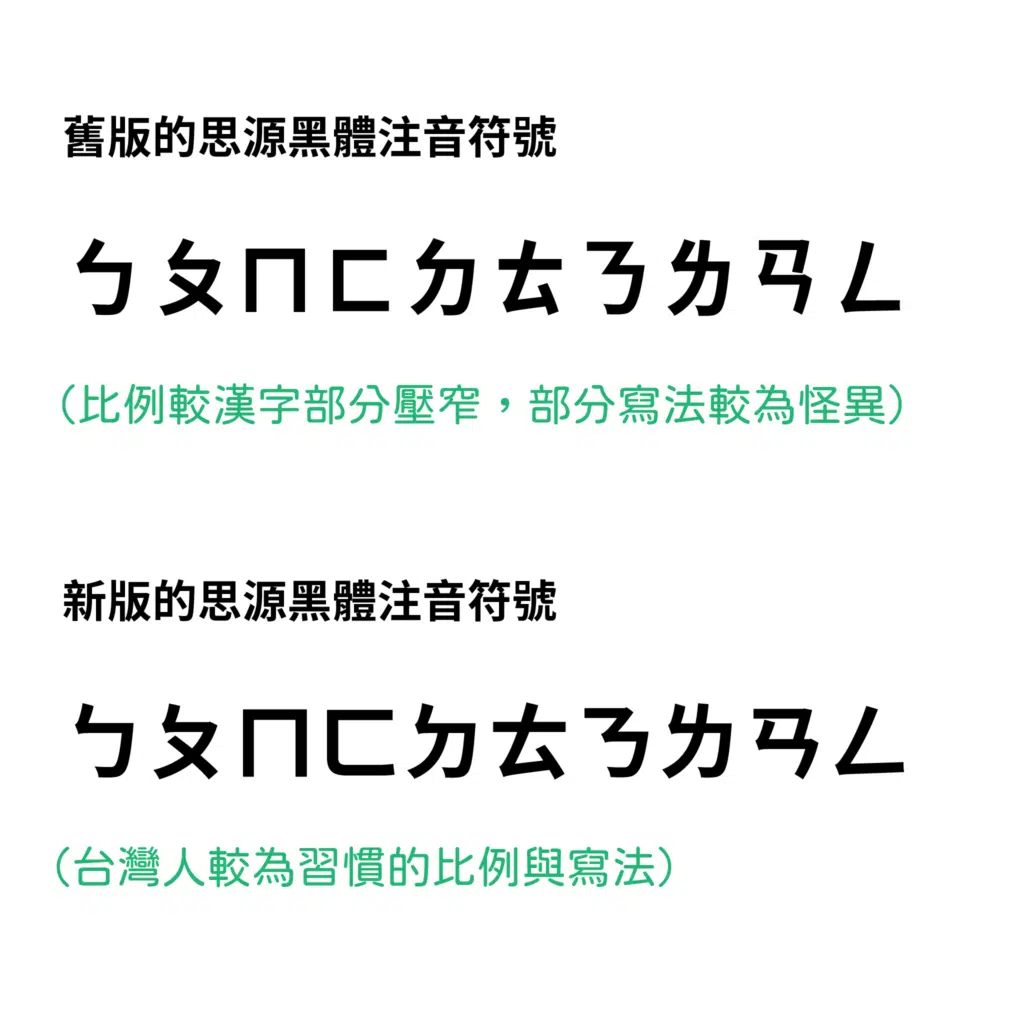 舊版的思源黑體注音符號
ㄅㄆㄇㄈㄉㄊㄋㄌㄢㄥ
（比例較漢字部分壓窄，部分寫法較為怪異）
新版的思源黑體注音符號
ㄅㄆㄇㄈㄉㄊㄋㄌㄢㄥ
（台灣人較為習慣的比例與寫法）